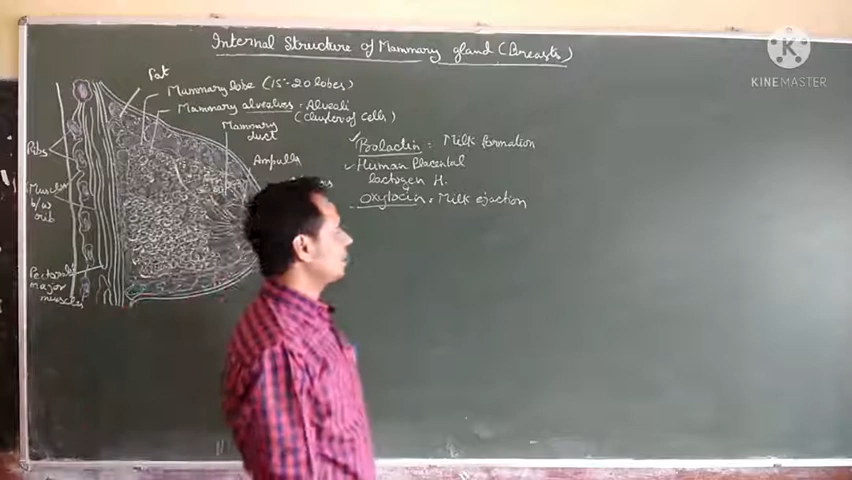 Internal Structure of Mammary gland (Breasts)
Fat
Mammary lobe (15-20 lobes)
Mammary alveolus = Alveoli
(cluster of cells)
Mammary
duct
Ampulla
Prolactin = Milk formation
Human Placental
lactogen H.
Oxytocin = Milk ejection
Ribs
Muscles
b/w
rib
Pectoralis
major
muscles
K
KINEMASTER